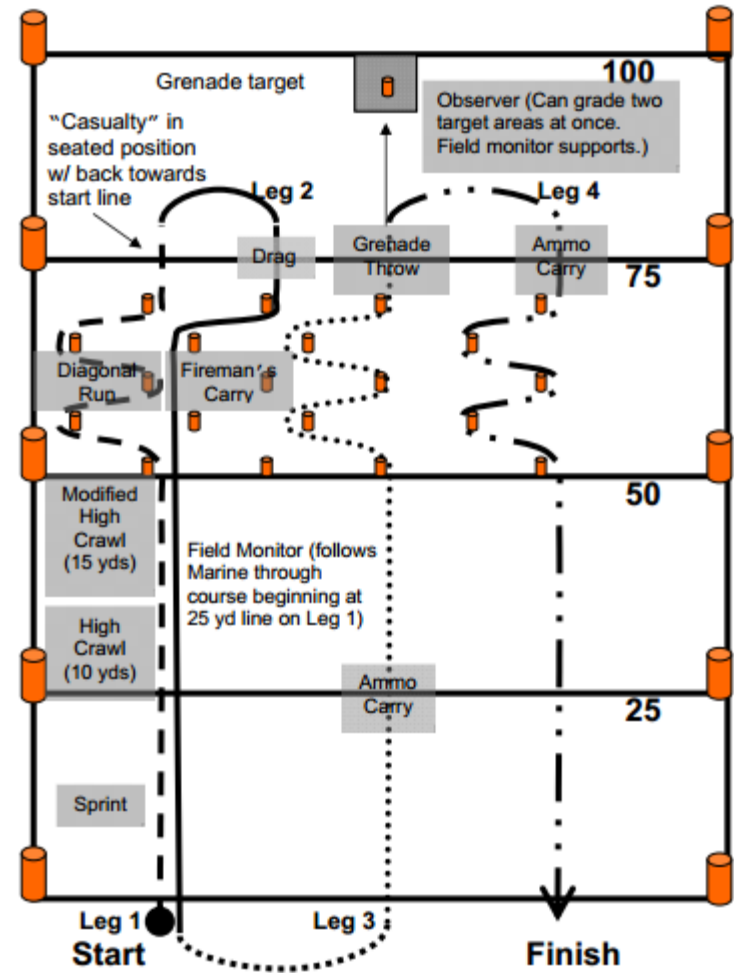 100
Grenade target
Observer (Can grade two
target areas at once.
Field monitor supports.)
"Casualty" in
seated position
w/ back towards
start line
Leg 2
Leg 4
Drag
Grenade
Throw
Ammo
Carry
75
Diagonal
Run
Fireman's
Carry
50
Modified
High
Crawl
(15 yds)
Field Monitor (follows
Marine through
course beginning at
25 yd line on Leg 1)
High
Crawl
(10 yds)
Ammo
Carry
25
Sprint
Leg 1
Leg 3
Start
Finish